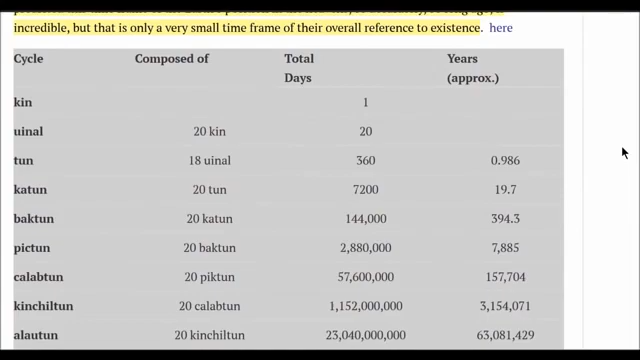 incredible, but that is only a very small time frame of their overall reference to existence. here
Cycle Composed of Total Days Years (approx.)
kin 1
uinal 20 kin 20
tun 18 uinal 360 0.986
katun 20 tun 7200 19.7
baktun 20 katun 144,000 394.3
pictun 20 baktun 2,880,000 7,885
calabtun 20 piktun 57,600,000 157,704
kinchiltun 20 calabtun 1,152,000,000 3,154,071
alautun 20 kinchiltun 23,040,000,000 63,081,429